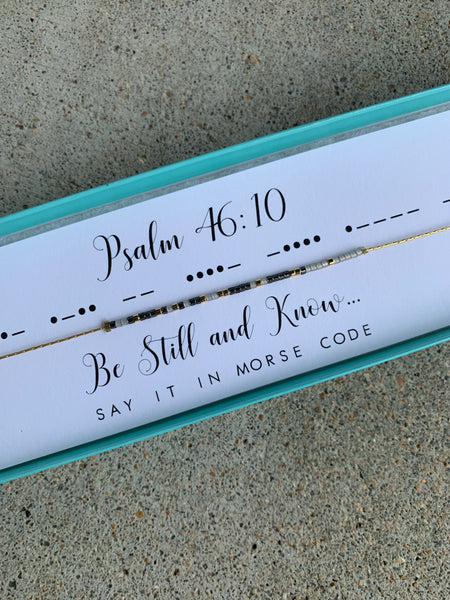 Psalm 46:10
•– •–•• –– ••••– –•••• •–––– –
Be Still and Know...
SAY IT IN MORSE CODE